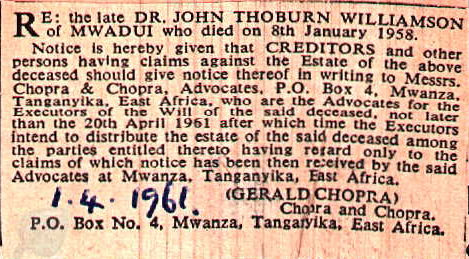 RE: the late DR. JOHN THOBURN WILLIAMSON
of MWADUI who died on 8th January 1958.
Notice is hereby given that CREDITORS and other
persons having claims against the Estate of the above
deceased should give notice thereof in writing to Messrs.
Chopra & Chopra, Advocates, P.O. Box 4, Mwanza,
Tanganyika, East Africa, who are the Advocates for the
Executors of the Will of the said deceased, not later
than the 20th April 1961 after which time the Executors
intend to distribute the estate of the said deceased among
the parties entitled thereto having regard only to the
claims of which notice has been then received by the said
Advocates at Mwanza, Tanganyika, East Africa.
1.4.1961. (GERALD CHOPRA)
Chopra and Chopra.
P.O. Box No. 4, Mwanza, Tanganyika, East Africa.